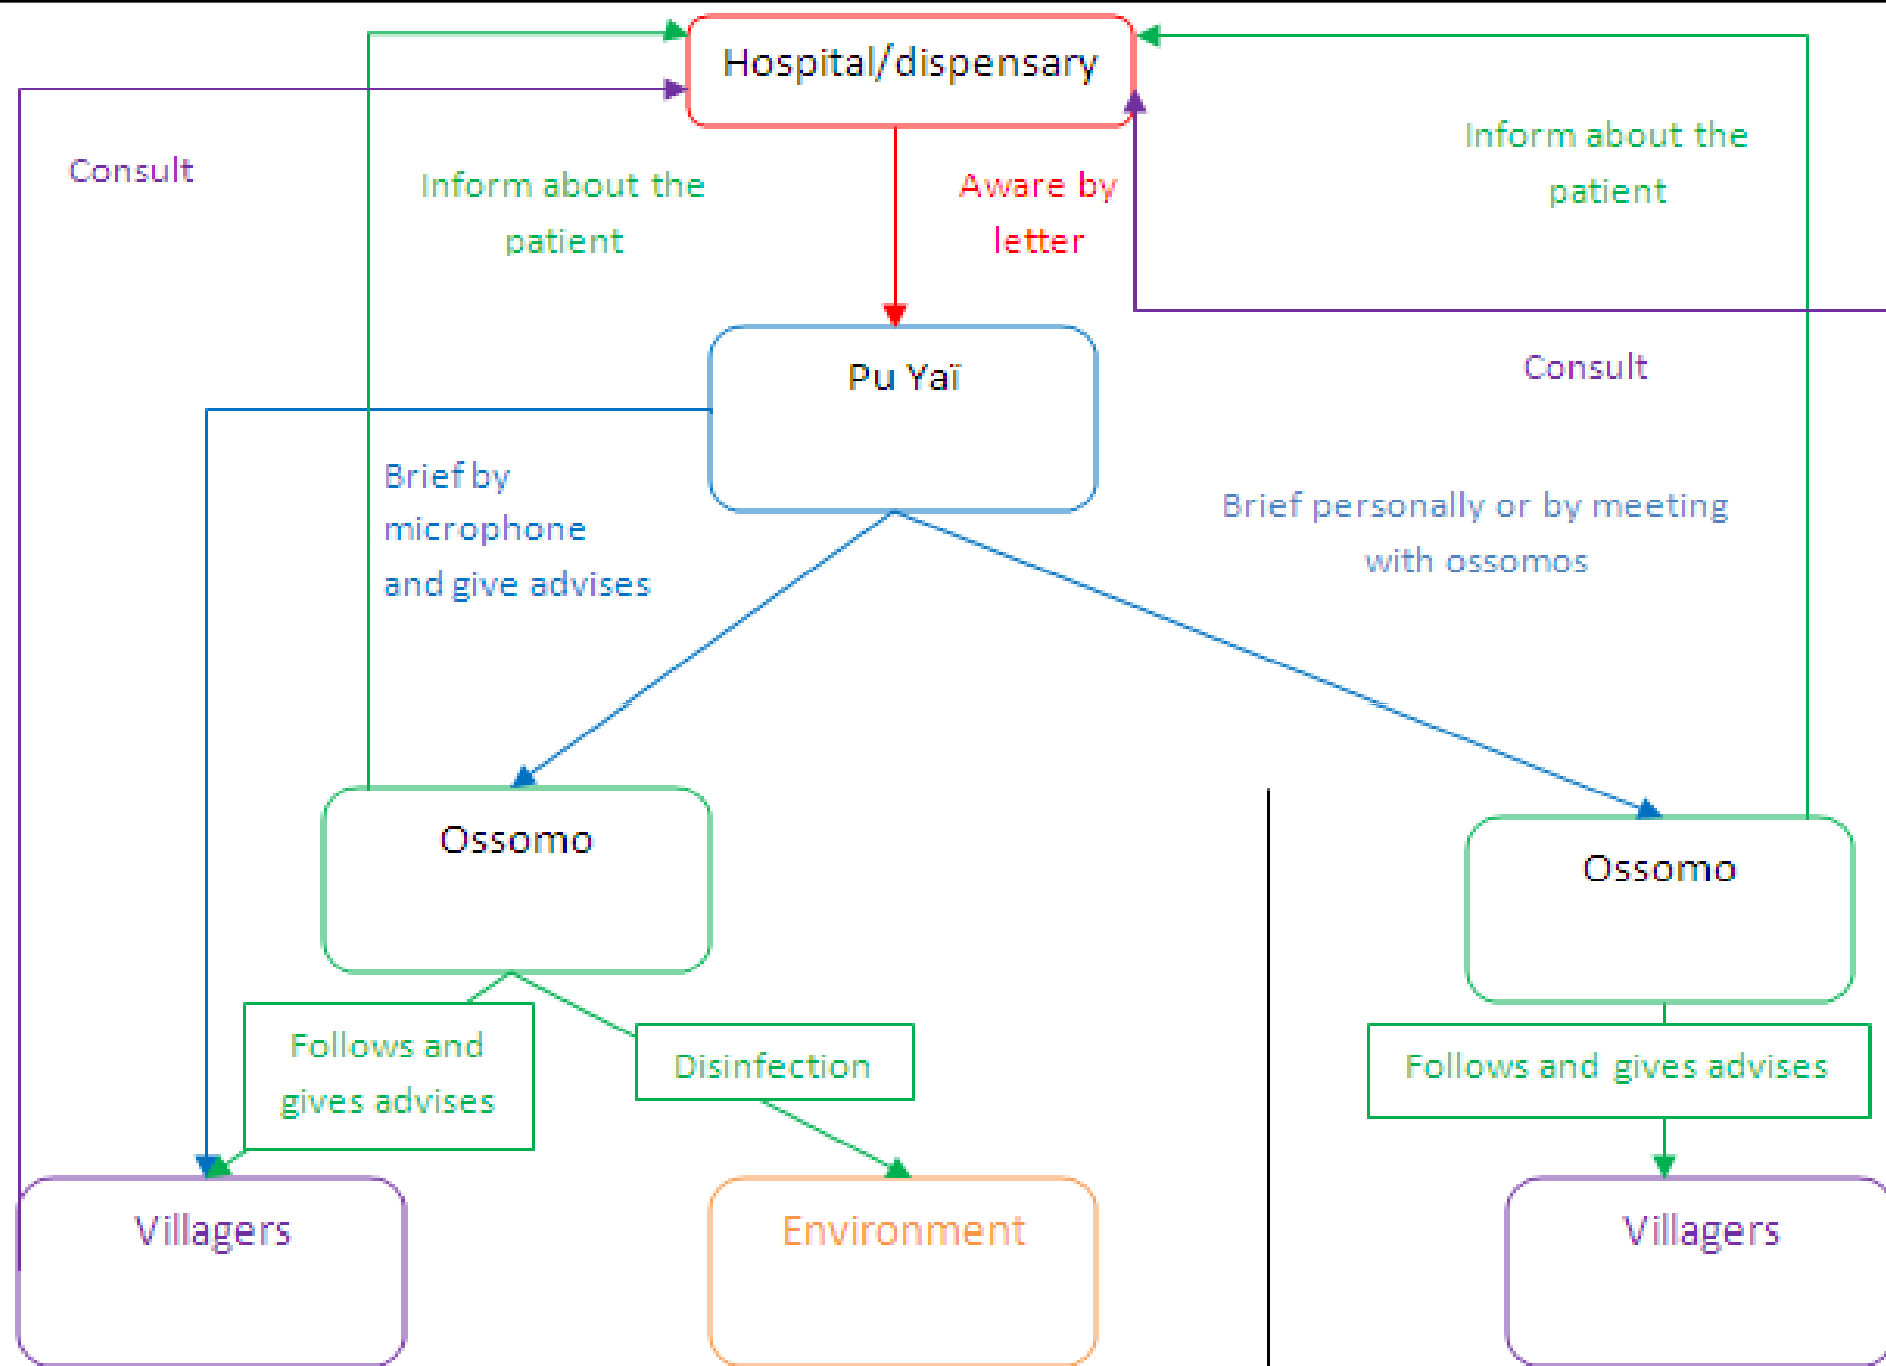 Hospital/dispensary
Consult
Inform about the
patient
Aware by
letter
Inform about the
patient
Pu Yaï
Consult
Brief by
microphone
and give advises
Brief personally or by meeting
with ossomos
Ossomo
Ossomo
Follows and
gives advises
Disinfection
Follows and gives advises
Villagers
Environment
Villagers